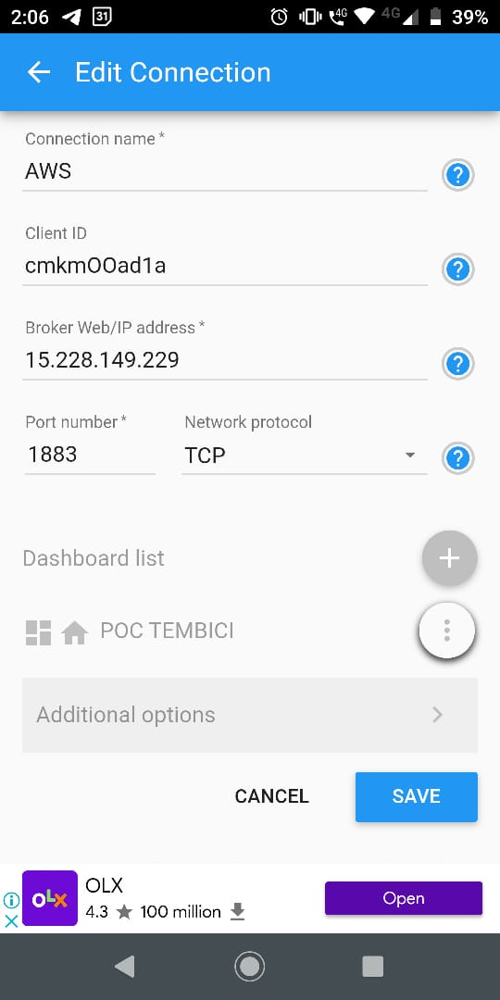 2:06 31 4G 4G 39%
Edit Connection
Connection name *
AWS
?
Client ID
cmkmOOad1a
?
Broker Web/IP address *
15.228.149.229
?
Port number * Network protocol
1883 TCP
?
Dashboard list
POC TEMBICI
Additional options
CANCEL SAVE
OLX
OLX
4.3 ★ 100 million
Open